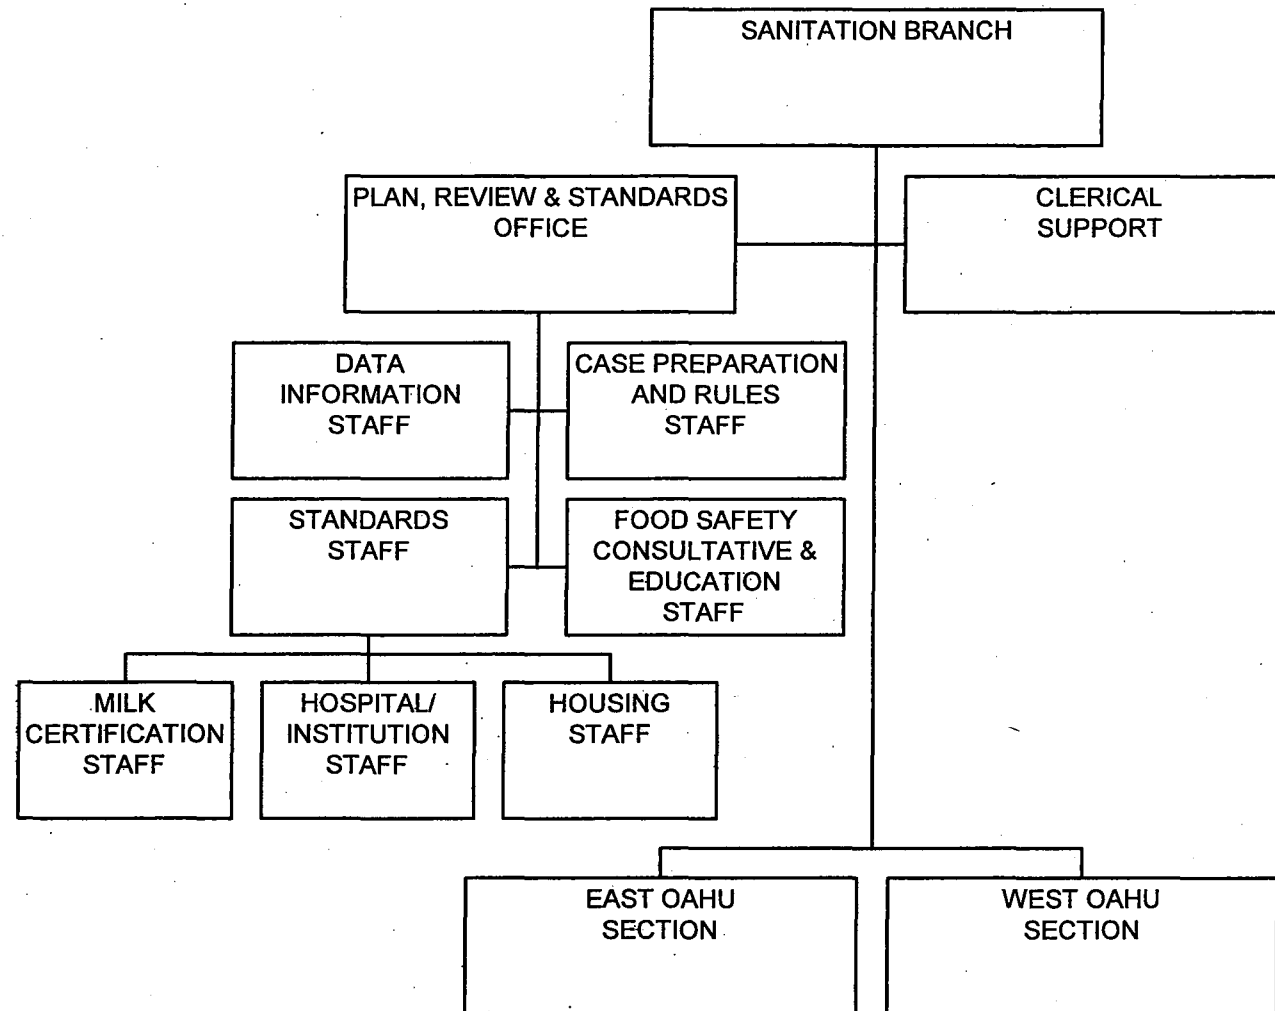 SANITATION BRANCH
PLAN, REVIEW & STANDARDS
OFFICE
CLERICAL
SUPPORT
DATA
INFORMATION
STAFF
CASE PREPARATION
AND RULES
STAFF
STANDARDS
STAFF
FOOD SAFETY
CONSULTATIVE &
EDUCATION
STAFF
MILK
CERTIFICATION
STAFF
HOSPITAL/
INSTITUTION
STAFF
HOUSING
STAFF
EAST OAHU
SECTION
WEST OAHU
SECTION